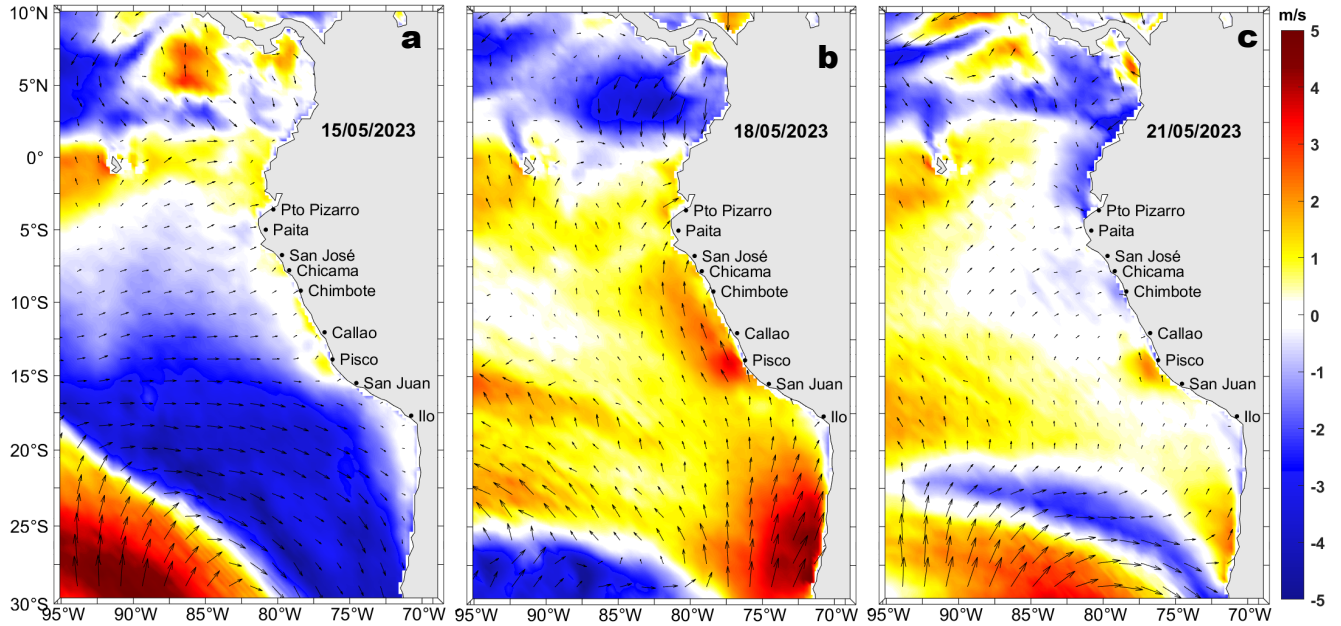 a
15/05/2023
Pto Pizarro
Paita
San José
Chicama
Chimbote
Callao
Pisco
San Juan
Ilo
10°N
5°N
0°
5°S
10°S
15°S
20°S
25°S
30°S
95°W 90°W 85°W 80°W 75°W 70°W
b
18/05/2023
Pto Pizarro
Paita
San José
Chicama
Chimbote
Callao
Pisco
San Juan
Ilo
95°W 90°W 85°W 80°W 75°W 70°W
c
21/05/2023
Pto Pizarro
Paita
San José
Chicama
Chimbote
Callao
Pisco
San Juan
Ilo
95°W 90°W 85°W 80°W 75°W 70°W
m/s
5
4
3
2
1
0
-1
-2
-3
-4
-5